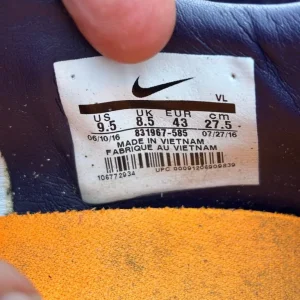 VL
US UK EUR cm
9.5 8.5 43 27.5
06/10/16 831967-585 07/27/16
MADE IN VIETNAM
FABRIQUE AU VIETNAM
106772934